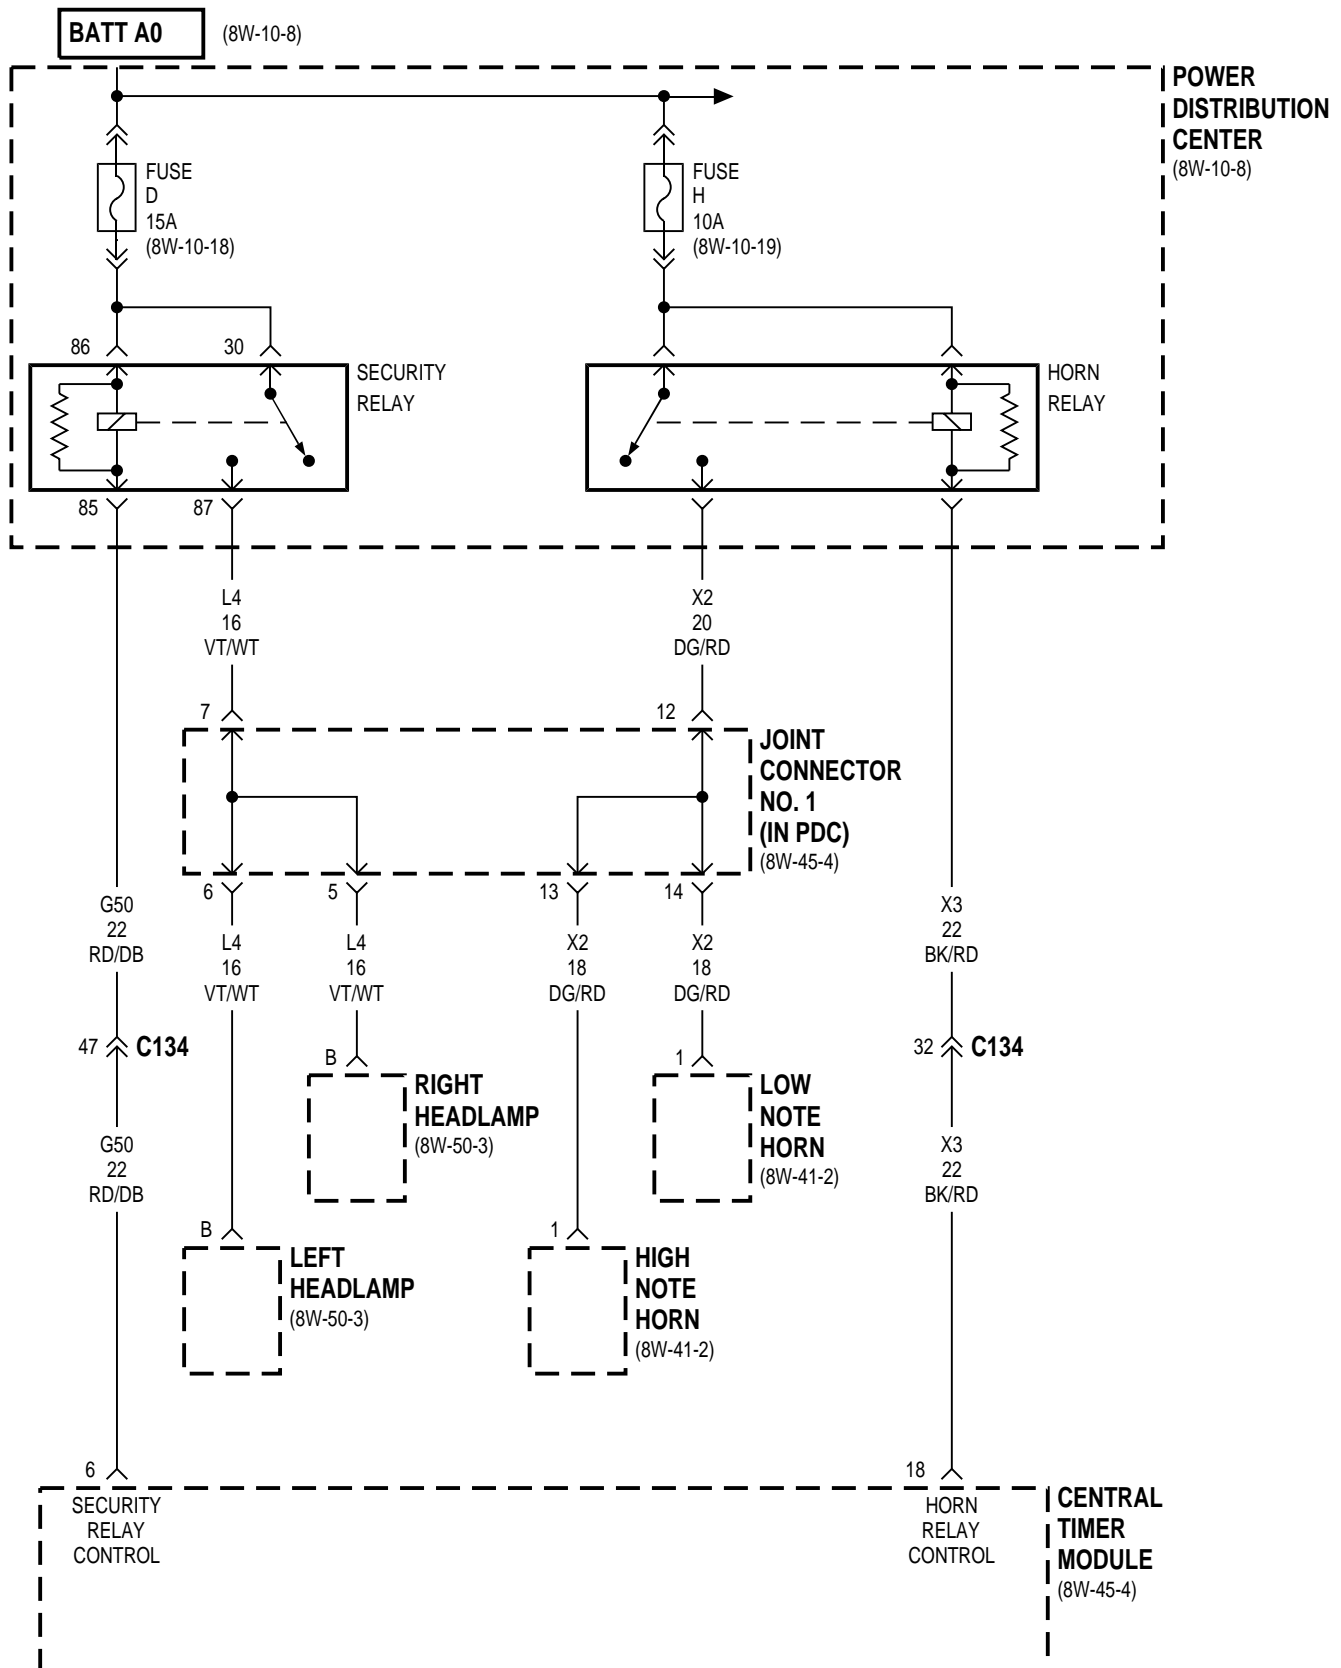 BATT A0 (8W-10-8)
POWER
DISTRIBUTION
CENTER
(8W-10-8)
FUSE
D
15A
(8W-10-18)
FUSE
H
10A
(8W-10-19)
86
30
SECURITY
RELAY
HORN
RELAY
85
87
L4
16
VT/WT
X2
20
DG/RD
7
12
JOINT
CONNECTOR
NO. 1
(IN PDC)
(8W-45-4)
6
5
13
14
G50
22
RD/DB
L4
16
VT/WT
L4
16
VT/WT
X2
18
DG/RD
X2
18
DG/RD
X3
22
BK/RD
47 C134
32 C134
B
RIGHT
HEADLAMP
(8W-50-3)
1
LOW
NOTE
HORN
(8W-41-2)
G50
22
RD/DB
X3
22
BK/RD
B
LEFT
HEADLAMP
(8W-50-3)
1
HIGH
NOTE
HORN
(8W-41-2)
6
SECURITY
RELAY
CONTROL
18
HORN
RELAY
CONTROL
CENTRAL
TIMER
MODULE
(8W-45-4)